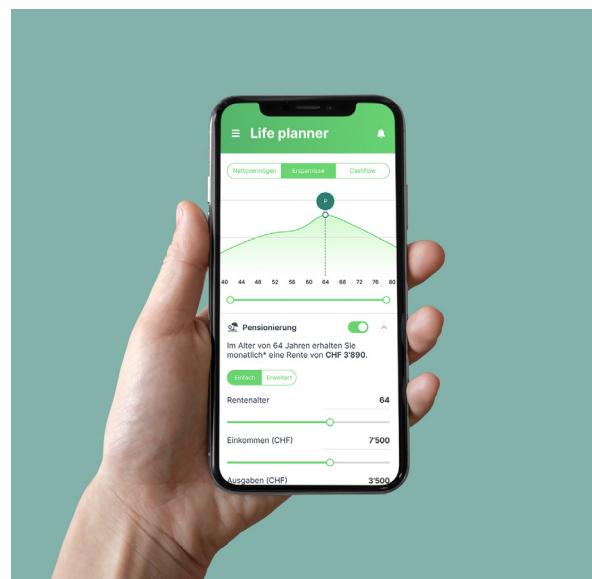 Life planner
Nettovermögen Ersparnisse Cashflow
P
40 44 48 52 56 60 64 68 72 76 80
Pensionierung
Im Alter von 64 Jahren erhalten Sie
monatlich* eine Rente von CHF 3'890.
Einfach Erweitert
Rentenalter 64
Einkommen (CHF) 7'500
Ausgaben (CHF) 3'500